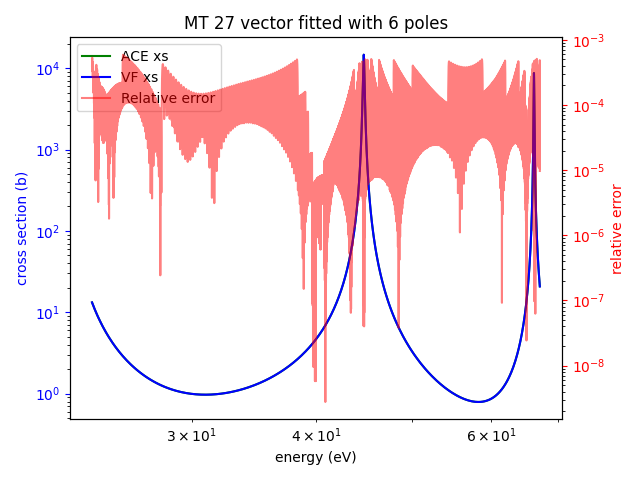 MT 27 vector fitted with 6 poles
ACE xs
VF xs
Relative error
cross section (b)
10⁴
10³
10²
10¹
10⁰
10⁻³
10⁻⁴
10⁻⁵
10⁻⁶
10⁻⁷
10⁻⁸
relative error
3 × 10¹ 4 × 10¹ 6 × 10¹
energy (eV)